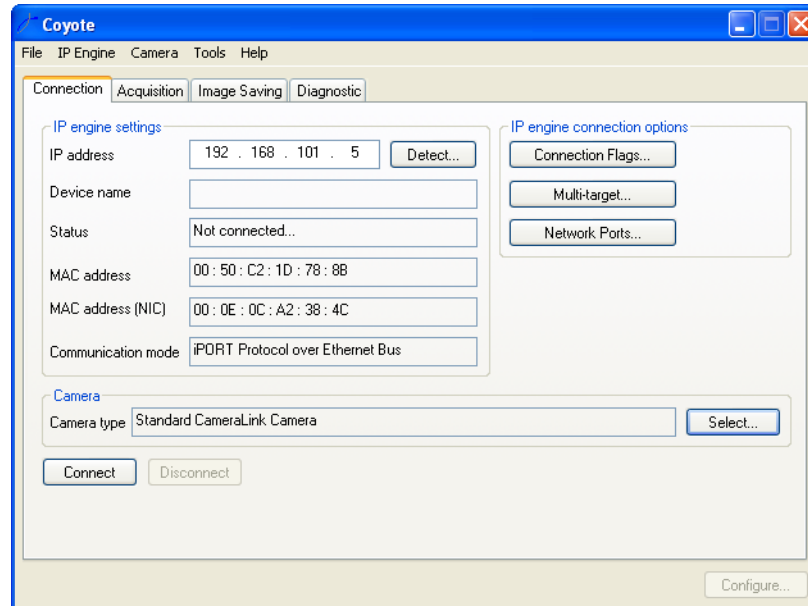 Coyote
File IP Engine Camera Tools Help
Connection Acquisition Image Saving Diagnostic
IP engine settings
IP address 192 . 168 . 101 . 5 Detect...
Device name
Status Not connected...
MAC address 00 : 50 : C2 : 1D : 78 : 8B
MAC address (NIC) 00 : 0E : 0C : A2 : 38 : 4C
Communication mode iPORT Protocol over Ethernet Bus
IP engine connection options
Connection Flags...
Multi-target...
Network Ports...
Camera
Camera type Standard CameraLink Camera Select...
Connect Disconnect
Configure...